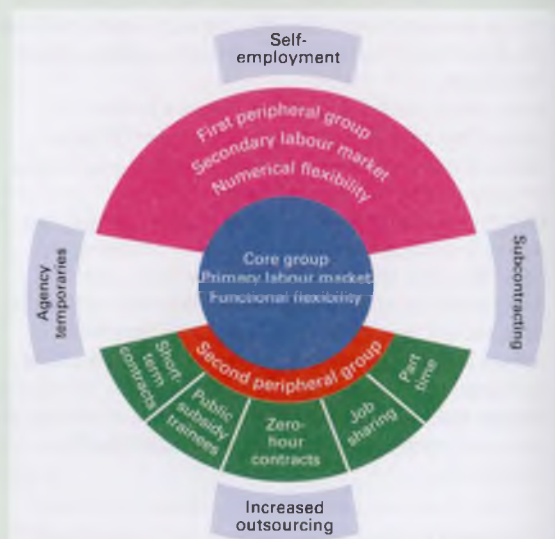 Self-
employment
First peripheral group
Secondary labour market
Numerical flexibility
Agency
temporaries
Subcontracting
Core group
Primary labour market
Functional flexibility
Second peripheral group
Short-
term
contracts
Public
subsidy
trainees
Zero-
hour
contracts
Job
sharing
Part
time
Increased
outsourcing